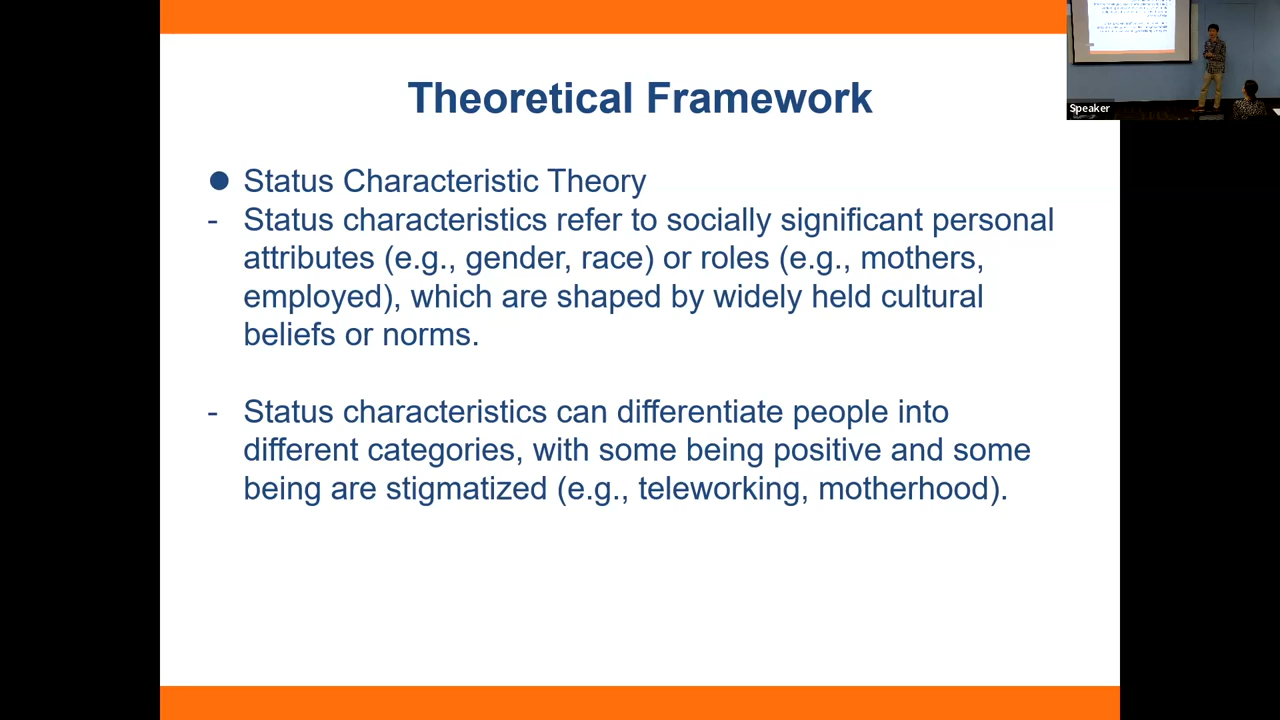 Theoretical Framework
● Status Characteristic Theory
- Status characteristics refer to socially significant personal
attributes (e.g., gender, race) or roles (e.g., mothers,
employed), which are shaped by widely held cultural
beliefs or norms.
- Status characteristics can differentiate people into
different categories, with some being positive and some
being are stigmatized (e.g., teleworking, motherhood).
Speaker